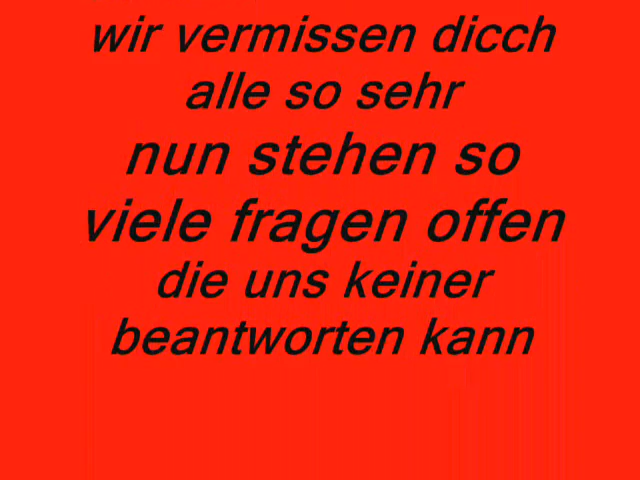 wir vermissen dicch
alle so sehr
nun stehen so
viele fragen offen
die uns keiner
beantworten kann